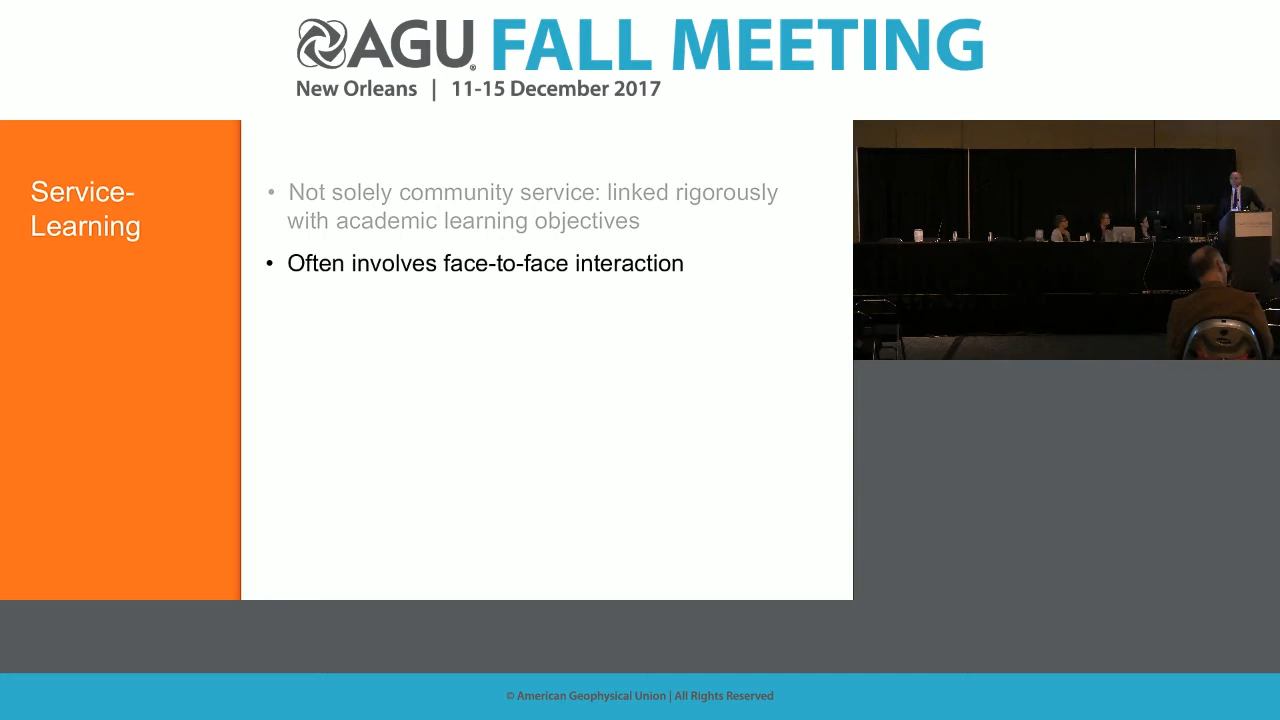 AGU FALL MEETING
New Orleans | 11-15 December 2017
Service-
Learning
• Not solely community service: linked rigorously
with academic learning objectives
• Often involves face-to-face interaction
© American Geophysical Union | All Rights Reserved